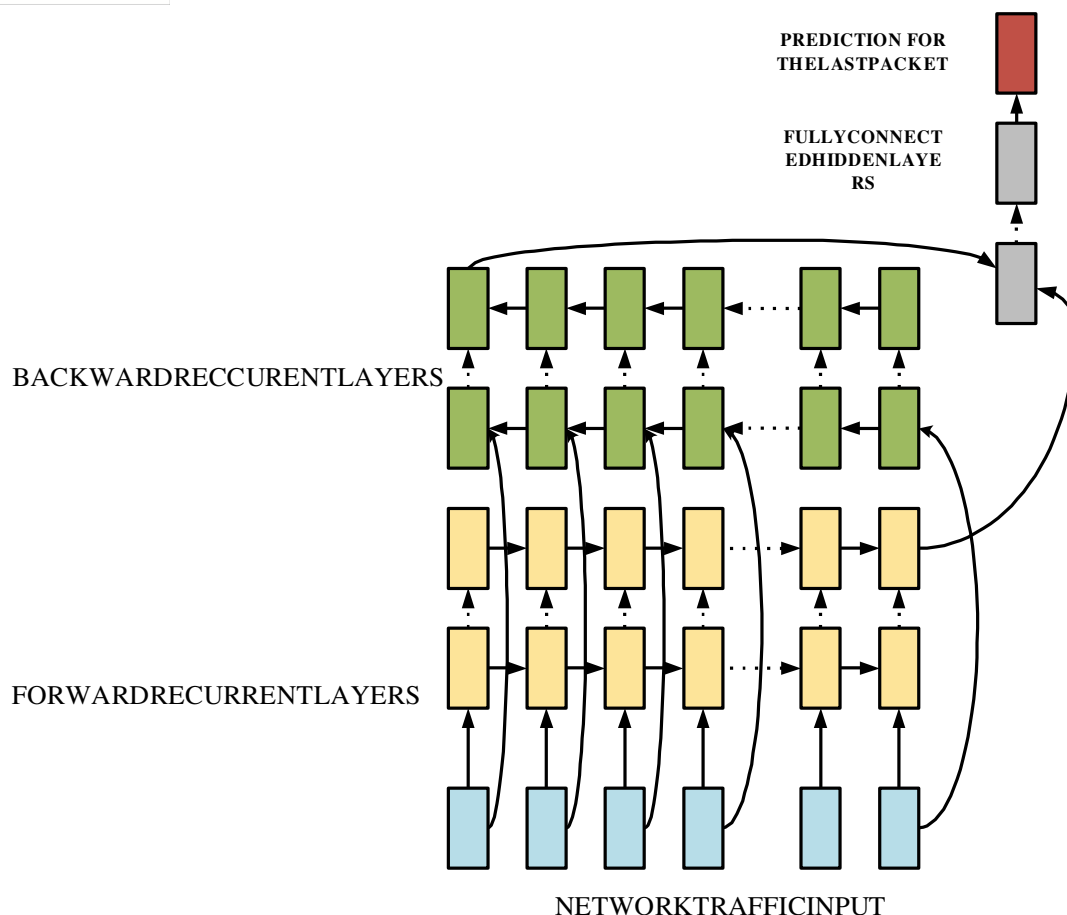 PREDICTION FOR
THELASTPACKET
FULLYCONNECT
EDHIDDENLAYE
RS
BACKWARDRECCURENTLAYERS
FORWARDRECURRENTLAYERS
NETWORKTRAFFICINPUT